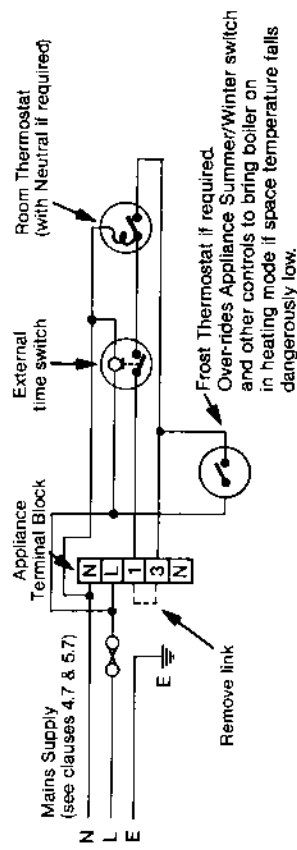 Mains Supply
(see clauses 4.7 & 5.7)
N
L
E
Appliance
Terminal Block
N
L
1
3
N
E
Remove link
External
time switch
Room Thermostat
(with Neutral if required)
Frost Thermostat if required.
Over-rides Appliance Summer/Winter switch
and other controls to bring boiler on
in heating mode if space temperature falls
dangerously low.